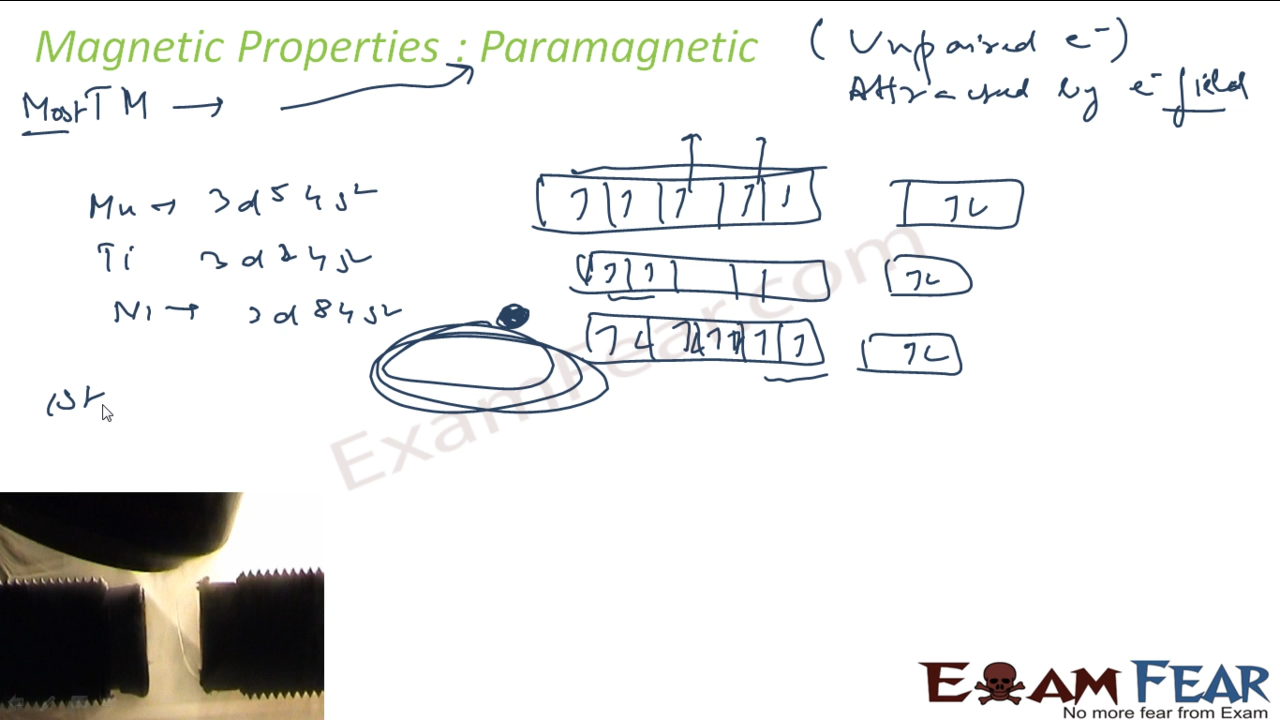 Magnetic Properties : Paramagnetic
( Unpaired e⁻)
Attracted by e⁻ field
Most TM →
Mn → 3d⁵ 4s²
Ti 3d² 4s²
Ni → 3d⁸ 4s²
1st
ExamFear.com
EXAM FEAR
No more fear from Exam